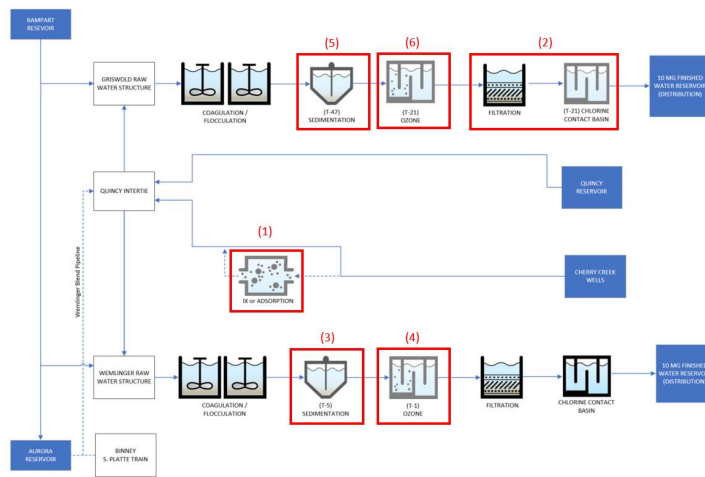 RAMPART
RESEVOIR
(5)
(6)
(2)
GRISWOLD RAW
WATER STRUCTURE
COAGULATION /
FLOCCULATION
(T-47)
SEDIMENTATION
(T-21)
OZONE
FILTRATION
(T-21) CHLORINE
CONTACT BASIN
10 MG FINISHED
WATER RESERVOIR
(DISTRIBUTION)
QUINCY INTERTIE
QUINCY
RESERVOIR
(1)
IX or ADSORPTION
CHERRY CREEK
WELLS
Wemlinger Blend Pipeline
(3)
(4)
WEMLINGER RAW
WATER STRUCTURE
COAGULATION /
FLOCCULATION
(T-5)
SEDIMENTATION
(T-1)
OZONE
FILTRATION
CHLORINE CONTACT
BASIN
10 MG FINISHED
WATER RESERVOIR
(DISTRIBUTION)
AURORA
RESERVOIR
BINNEY
S. PLATTE TRAIN